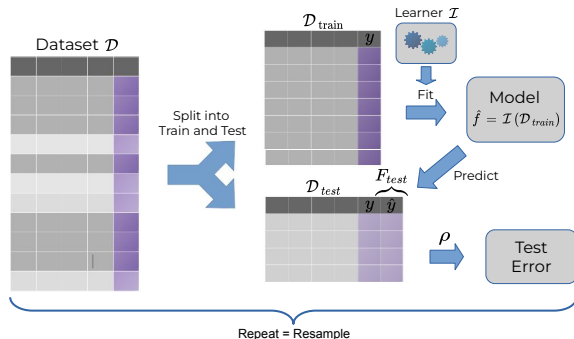 Dataset 𝒟
Split into
Train and Test
𝒟train
y
Learner ℐ
Fit
Model
f̂ = ℐ(𝒟train)
Predict
𝒟test
Ftest
y ŷ
ρ
Test
Error
Repeat = Resample